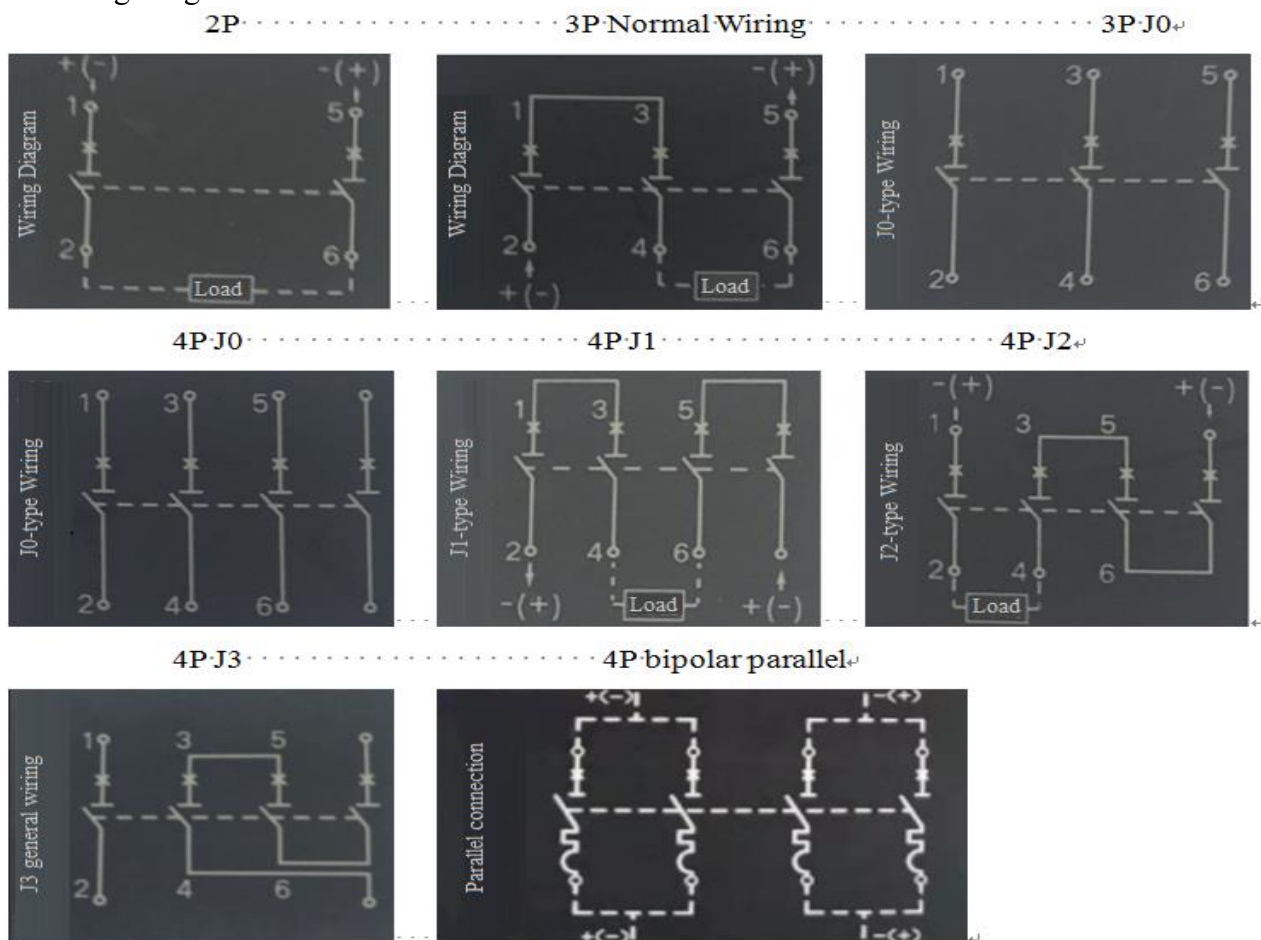 2P 3P Normal Wiring 3P J0
Wiring Diagram
+(-) -(+)
1 5
2 6
Load
Wiring Diagram
-(+)
1 3 5
2 4 6
+(-) Load
J0-type Wiring
1 3 5
2 4 6
4P J0 4P J1 4P J2
J0-type Wiring
1 3 5
2 4 6
J1-type Wiring
1 3 5
2 4 6
-(+) Load +(-)
J2-type Wiring
-(+) +(-)
1 3 5
2 4 6
Load
4P J3 4P bipolar parallel
J3 general wiring
1 3 5
2 4 6
Parallel connection
+(-) -(+)
+(-) -(+)